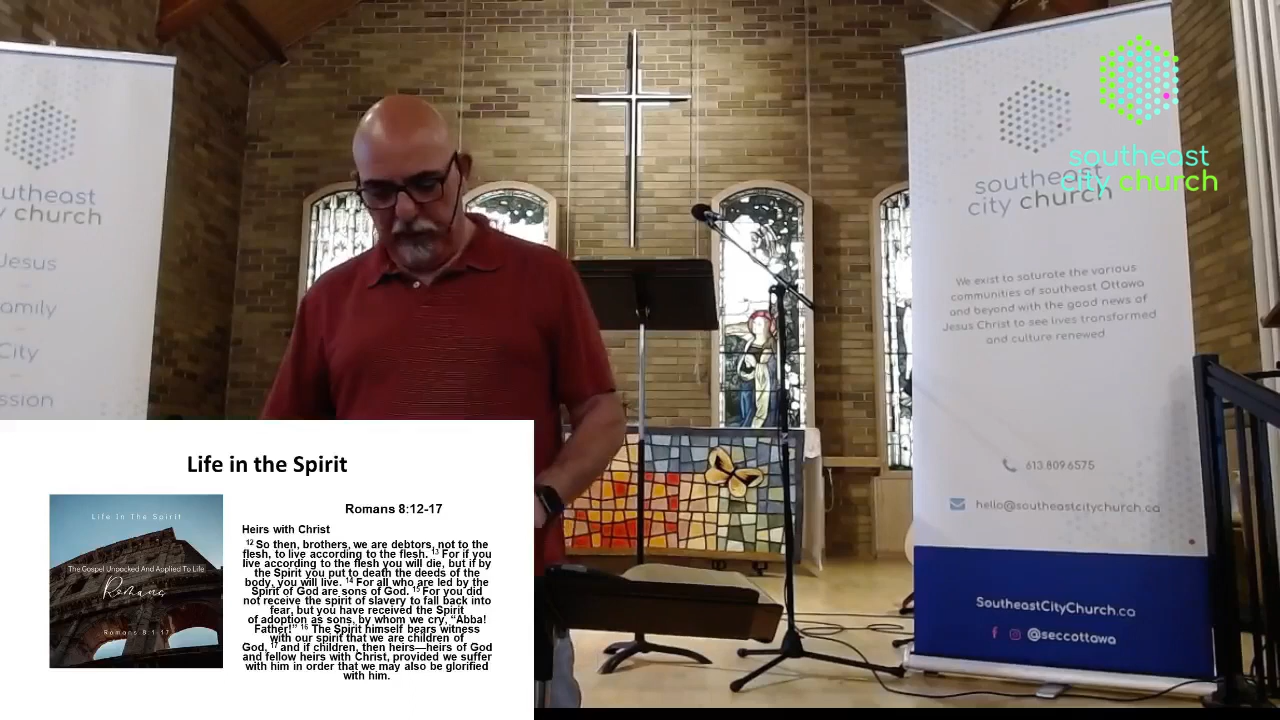 utheast
y church
Jesus
amily
City
ssion
southeast
city church
southeast
city church
We exist to saturate the various
communities of southeast Ottawa
and beyond with the good news of
Jesus Christ to see lives transformed
and culture renewed
613.809.6575
hello@southeastcitychurch.ca
SoutheastCityChurch.ca
@seccottawa
Life in the Spirit
Life In The Spirit
The Gospel Unpacked And Applied To Life
Romans
Romans 8:1-17
Romans 8:12-17
Heirs with Christ
12 So then, brothers, we are debtors, not to the
flesh, to live according to the flesh. 13 For if you
live according to the flesh you will die, but if by
the Spirit you put to death the deeds of the
body, you will live. 14 For all who are led by the
Spirit of God are sons of God. 15 For you did
not receive the spirit of slavery to fall back into
fear, but you have received the Spirit
of adoption as sons, by whom we cry, “Abba!
Father!” 16 The Spirit himself bears witness
with our spirit that we are children of
God, 17 and if children, then heirs—heirs of God
and fellow heirs with Christ, provided we suffer
with him in order that we may also be glorified
with him.